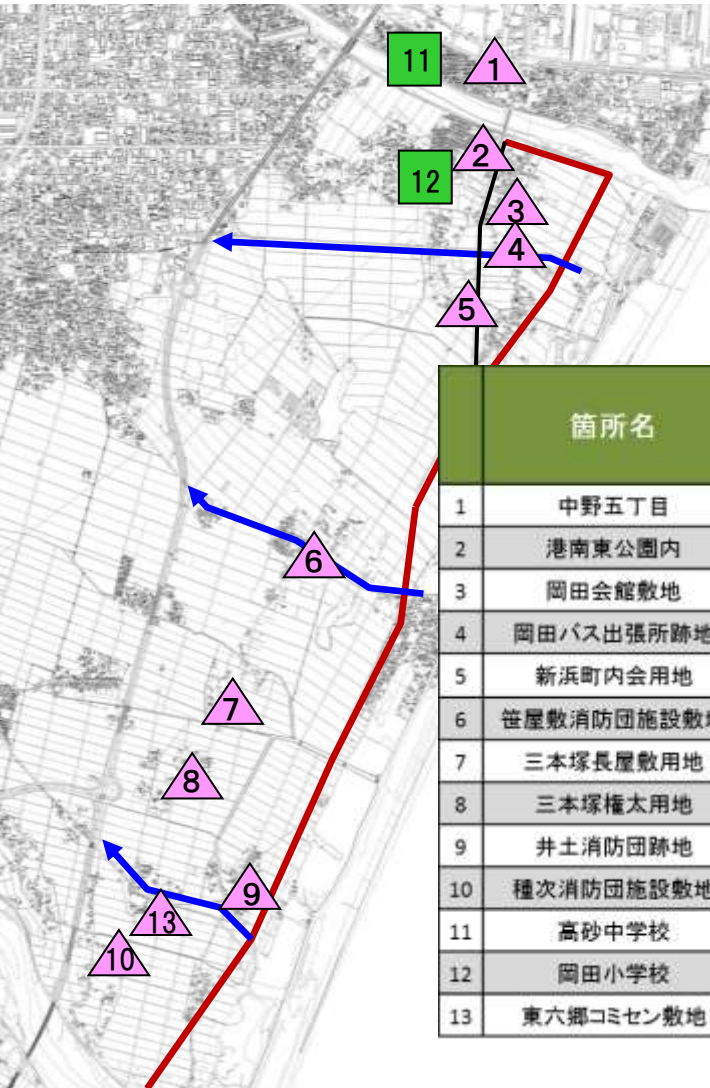 11
1
2
12
3
4
5
6
7
8
9
13
10
箇所名
1 中野五丁目
2 港南東公園内
3 岡田会館敷地
4 岡田バス出張所跡地
5 新浜町内会用地
6 笹屋敷消防団施設敷地
7 三本塚長屋敷用地
8 三本塚権太用地
9 井土消防団跡地
10 種次消防団施設敷地
11 高砂中学校
12 岡田小学校
13 東六郷コミセン敷地